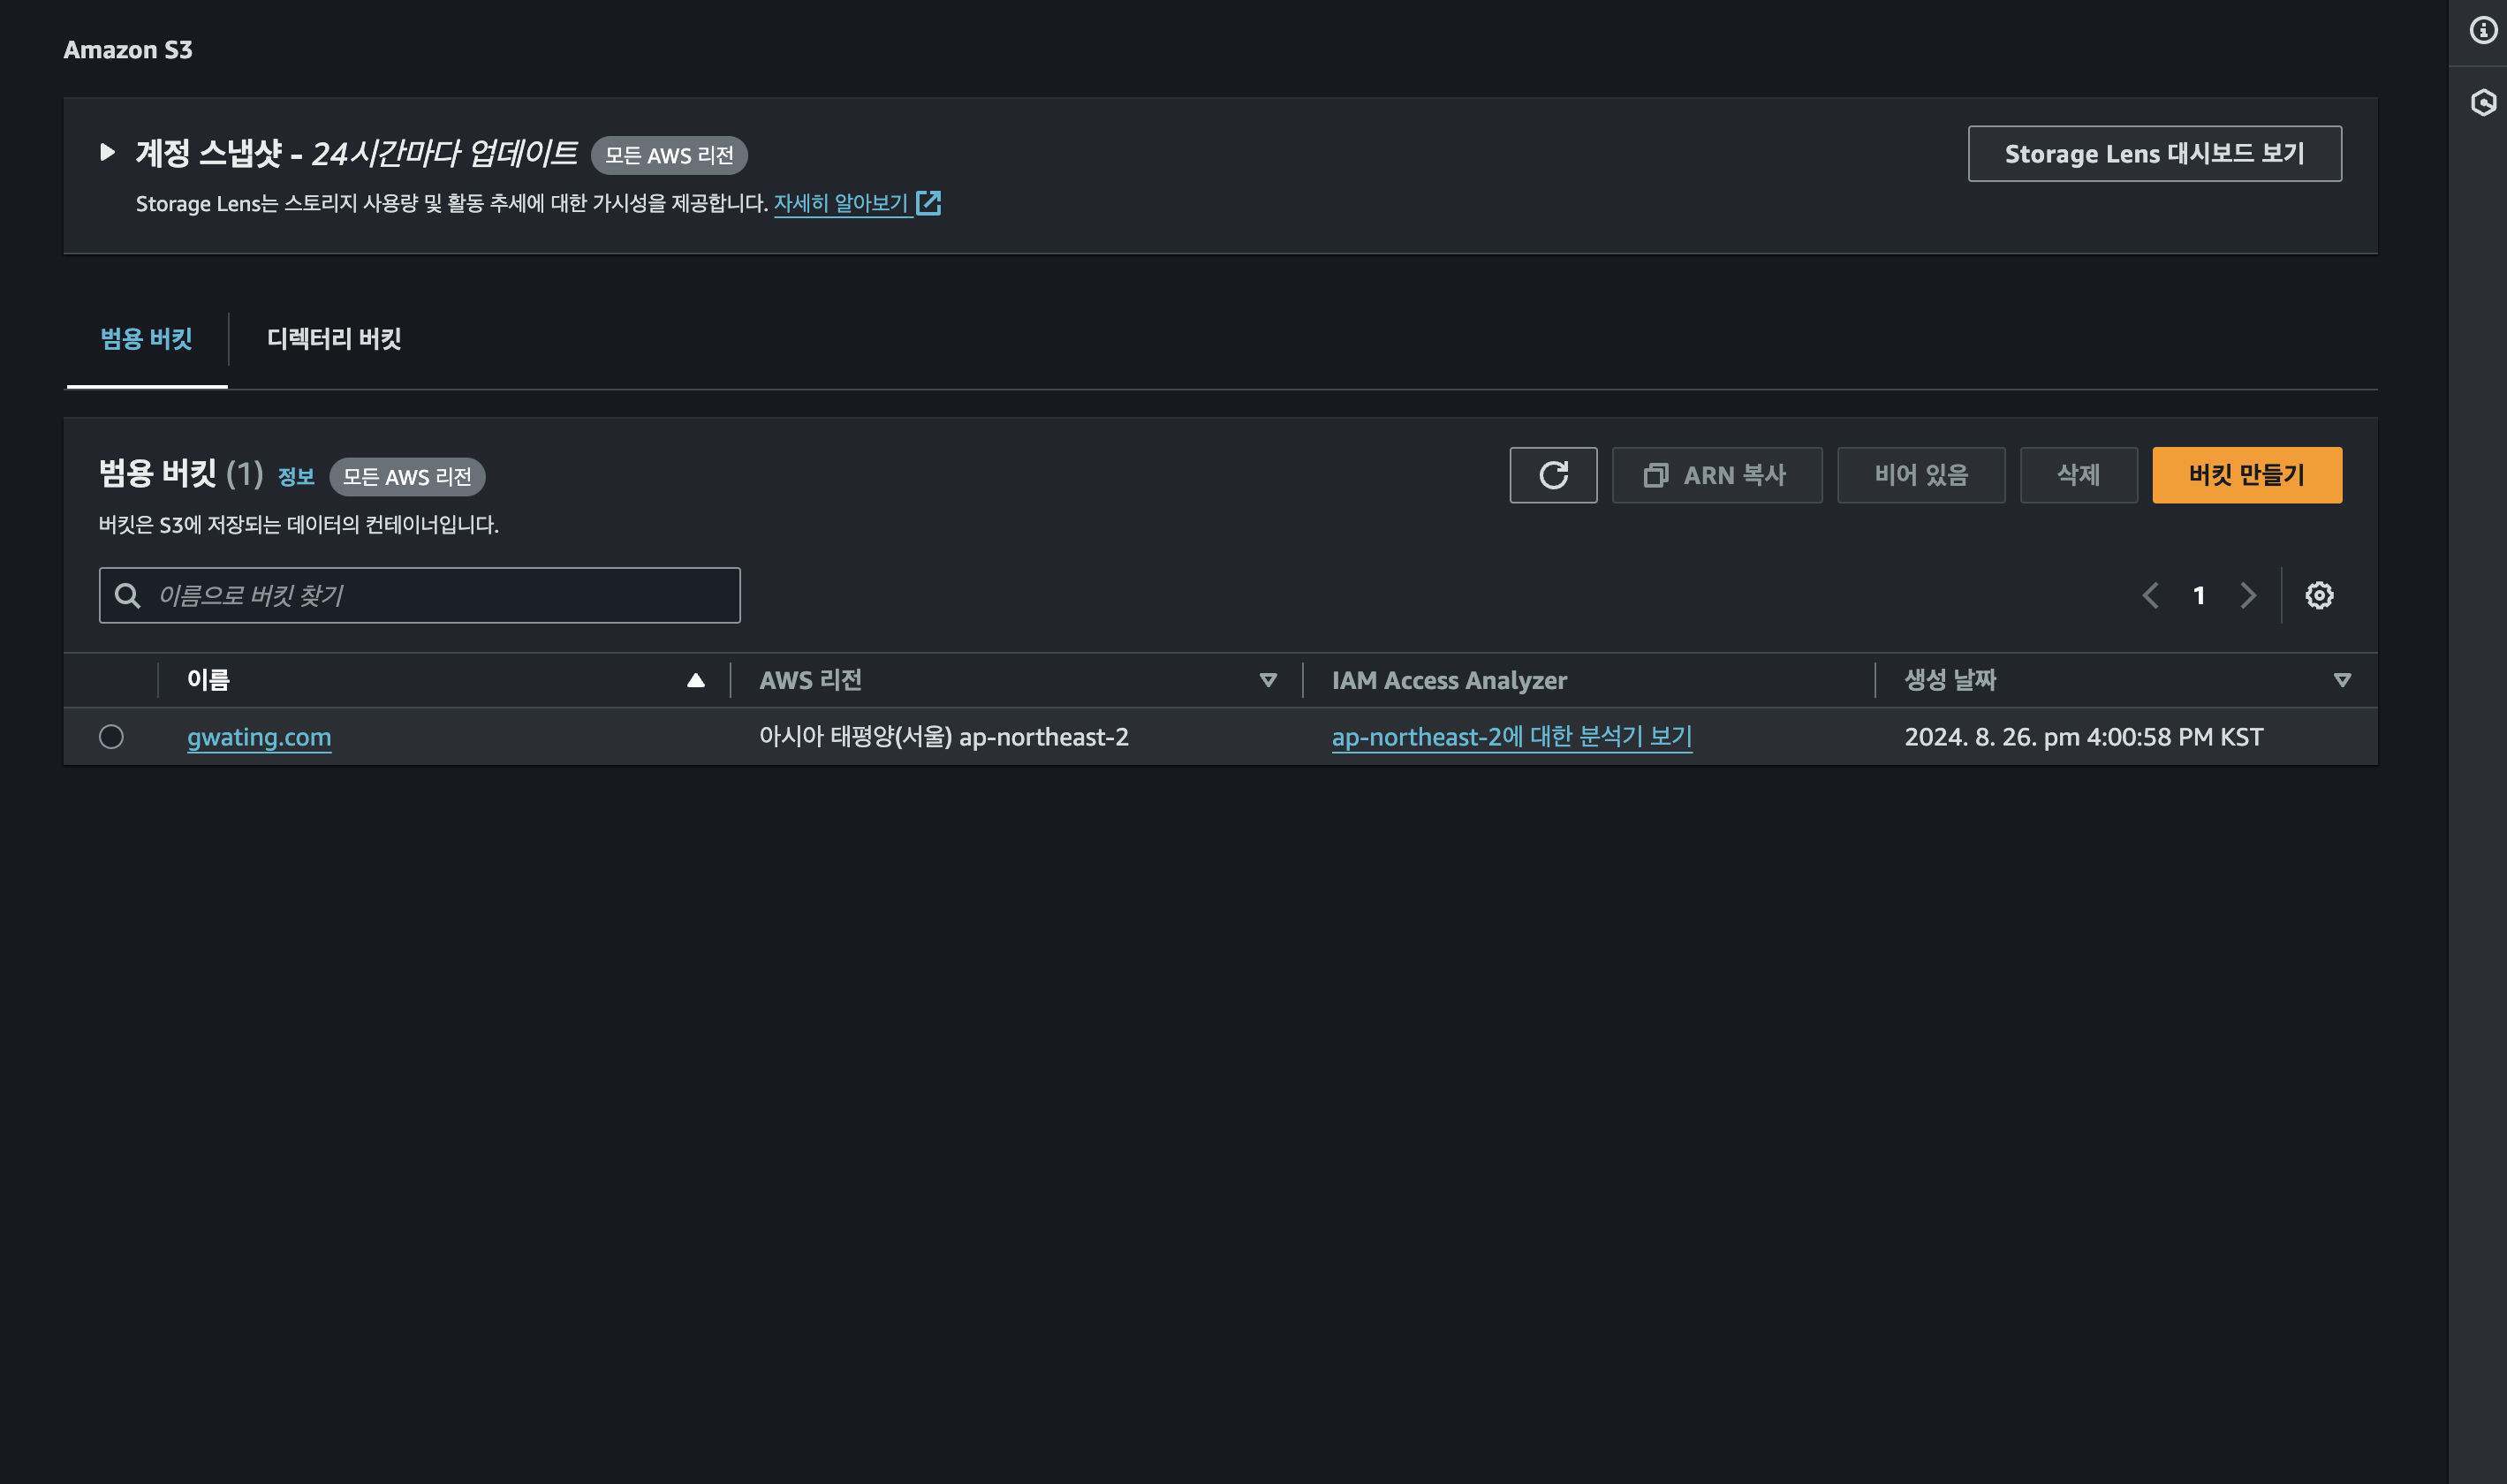 Amazon S3
계정 스냅샷 - 24시간마다 업데이트 모든 AWS 리전
Storage Lens 대시보드 보기
Storage Lens는 스토리지 사용량 및 활동 추세에 대한 가시성을 제공합니다. 자세히 알아보기
범용 버킷 디렉터리 버킷
범용 버킷 (1) 정보 모든 AWS 리전
ARN 복사 비어 있음 삭제 버킷 만들기
버킷은 S3에 저장되는 데이터의 컨테이너입니다.
이름으로 버킷 찾기
1
이름 AWS 리전 IAM Access Analyzer 생성 날짜
gwating.com 아시아 태평양(서울) ap-northeast-2 ap-northeast-2에 대한 분석기 보기 2024. 8. 26. pm 4:00:58 PM KST